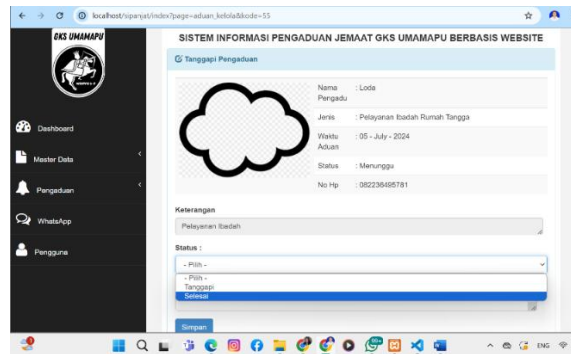 localhost/sipanjat/index?page=aduan_kelola&kode=55
GKS UMAMAPU
SISTEM INFORMASI PENGADUAN JEMAAT GKS UMAMAPU BERBASIS WEBSITE
Tanggapi Pengaduan
Nama Pengadu : Lode
Jenis : Pelayanan Ibadah Rumah Tangga
Waktu Aduan : 05 - July - 2024
Status : Menunggu
No Hp : 082236495781
Dashboard
Master Data
Pengaduan
WhatsApp
Pengguna
Keterangan
Pelayanan Ibadah
Status :
- Pilih -
- Pilih -
Tanggapi
Selesai
Simpan
ENG